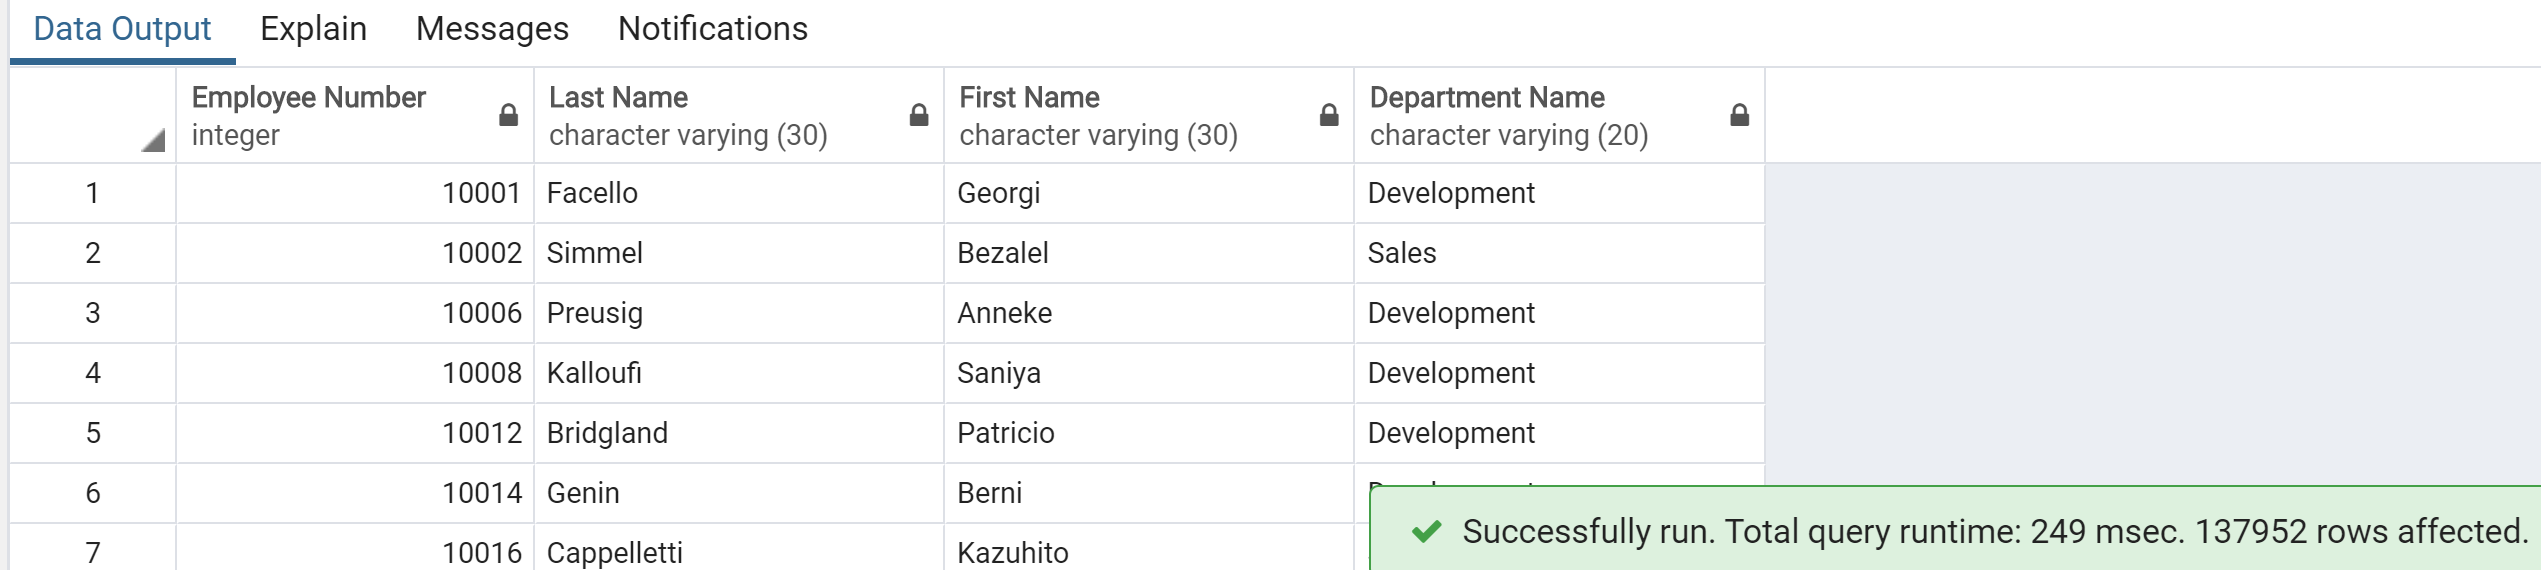 Data Output Explain Messages Notifications
Employee Number Last Name First Name Department Name
integer character varying (30) character varying (30) character varying (20)
1 10001 Facello Georgi Development
2 10002 Simmel Bezalel Sales
3 10006 Preusig Anneke Development
4 10008 Kalloufi Saniya Development
5 10012 Bridgland Patricio Development
6 10014 Genin Berni
Successfully run. Total query runtime: 249 msec. 137952 rows affected.
7 10016 Cappelletti Kazuhito